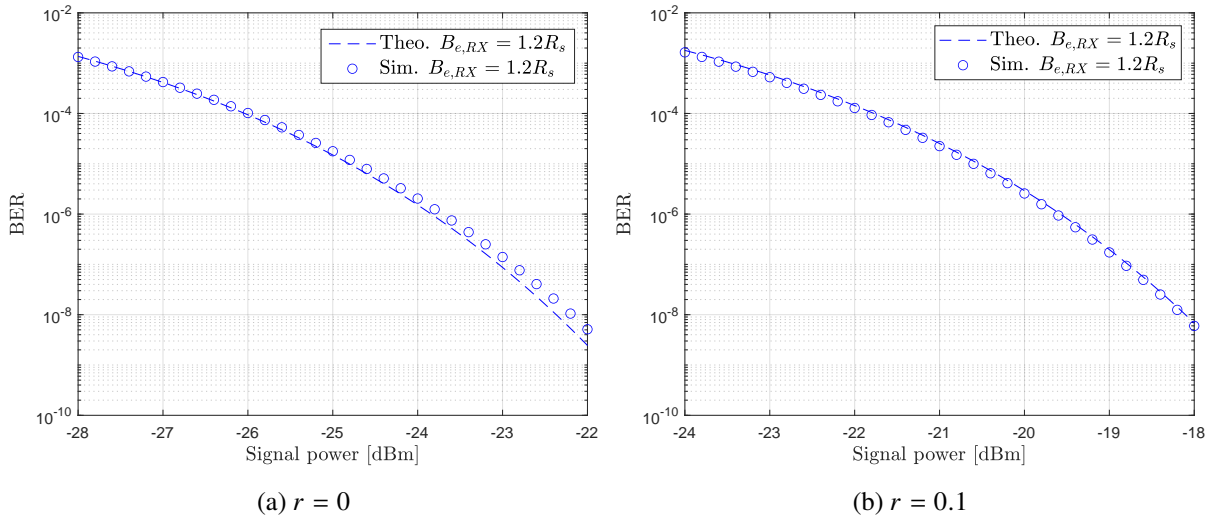 10^-2
10^-4
10^-6
10^-8
10^-10
BER
Theo. B_{e,RX} = 1.2R_s
Sim. B_{e,RX} = 1.2R_s
-28 -27 -26 -25 -24 -23 -22
Signal power [dBm]
(a) r = 0
10^-2
10^-4
10^-6
10^-8
10^-10
BER
Theo. B_{e,RX} = 1.2R_s
Sim. B_{e,RX} = 1.2R_s
-24 -23 -22 -21 -20 -19 -18
Signal power [dBm]
(b) r = 0.1